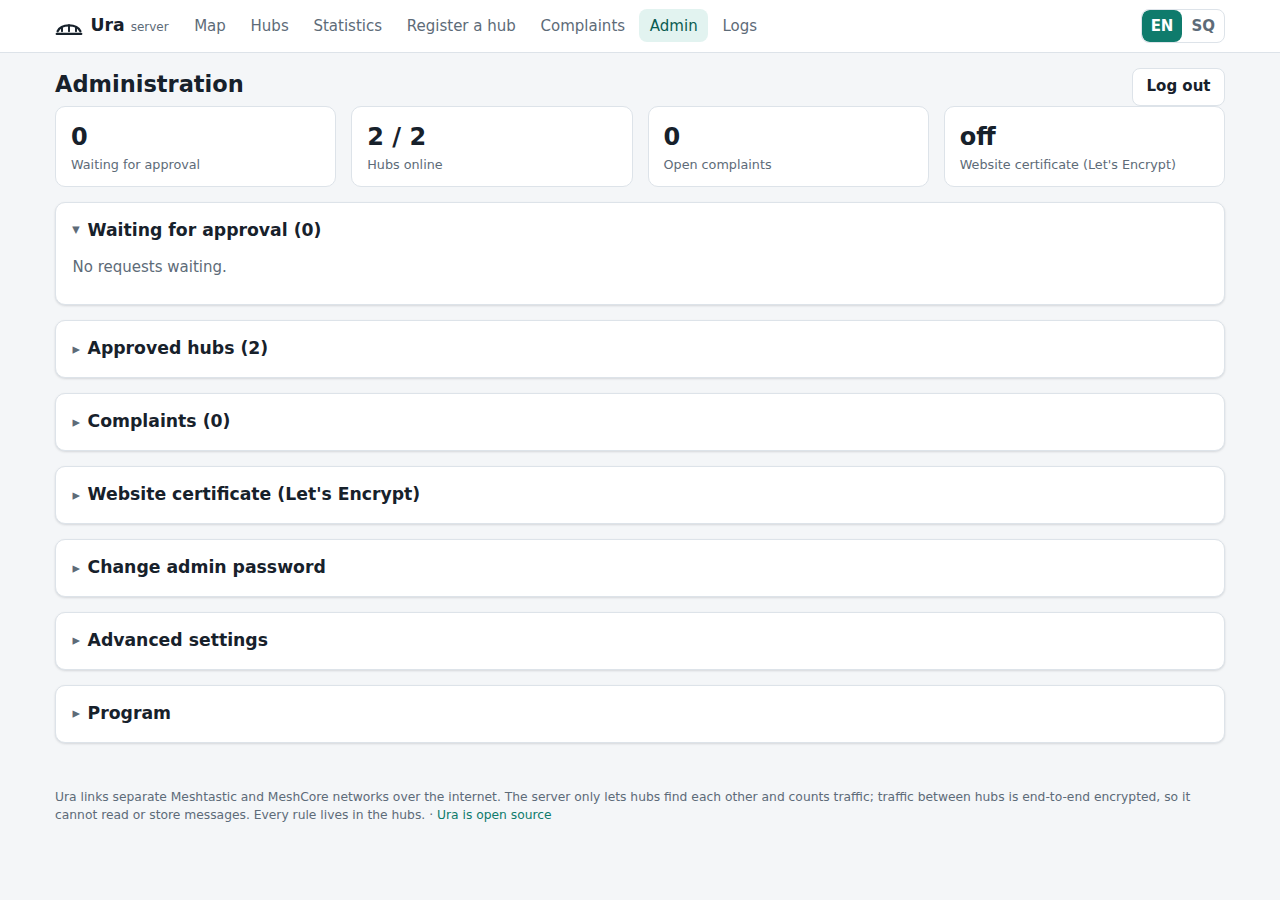 Ura server Map Hubs Statistics Register a hub Complaints Admin Logs EN SQ
Administration Log out
0 2 / 2 0 off
Waiting for approval Hubs online Open complaints Website certificate (Let's Encrypt)
▾ Waiting for approval (0)
No requests waiting.
▸ Approved hubs (2)
▸ Complaints (0)
▸ Website certificate (Let's Encrypt)
▸ Change admin password
▸ Advanced settings
▸ Program
Ura links separate Meshtastic and MeshCore networks over the internet. The server only lets hubs find each other and counts traffic; traffic between hubs is end-to-end encrypted, so it
cannot read or store messages. Every rule lives in the hubs. · Ura is open source